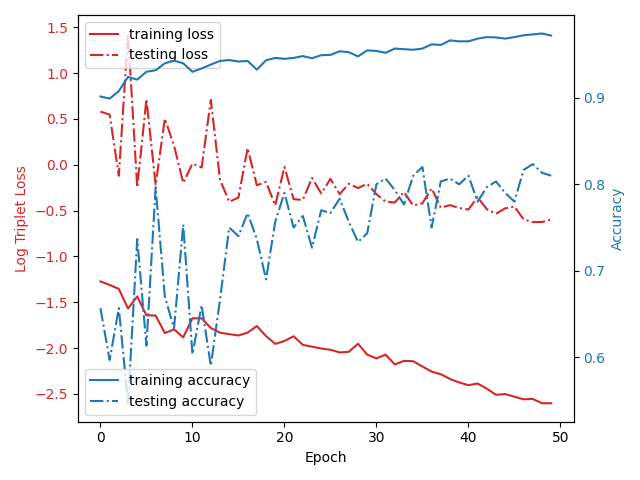 training loss
testing loss
1.5
1.0
0.5
0.0
−0.5
−1.0
−1.5
−2.0
−2.5
Log Triplet Loss
0.9
0.8
0.7
0.6
Accuracy
training accuracy
testing accuracy
0 10 20 30 40 50
Epoch